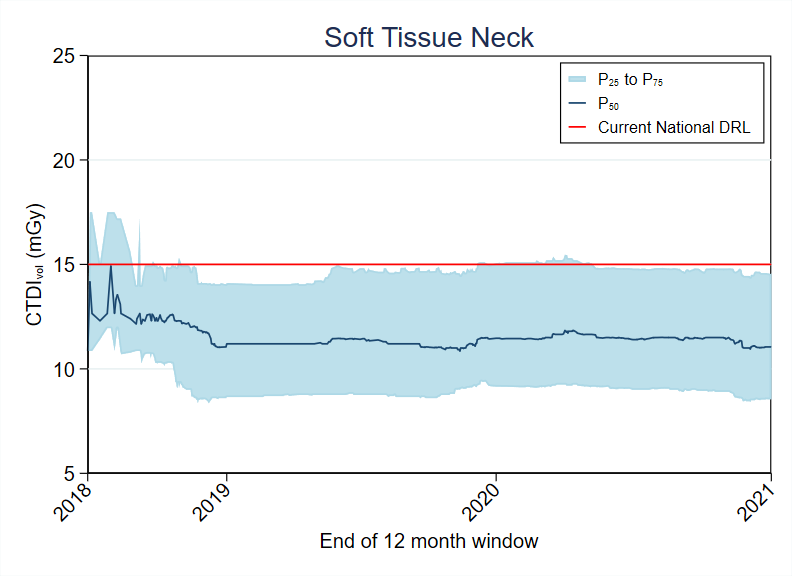 Soft Tissue Neck
25
20
15
10
5
CTDIvol (mGy)
P25 to P75
P50
Current National DRL
2018
2019
2020
2021
End of 12 month window